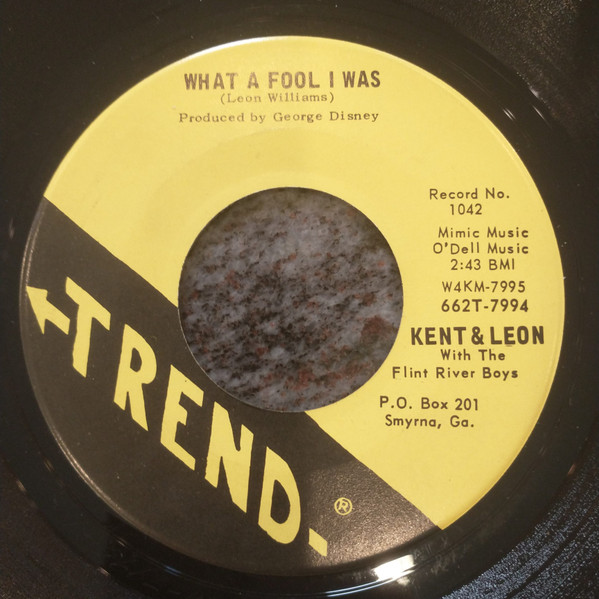 WHAT A FOOL I WAS
(Leon Williams)
Produced by George Disney
Record No.
1042
Mimic Music
O'Dell Music
2:43 BMI
W4KM-7995
662T-7994
KENT & LEON
With The
Flint River Boys
P.O. Box 201
Smyrna, Ga.
TREND.
®